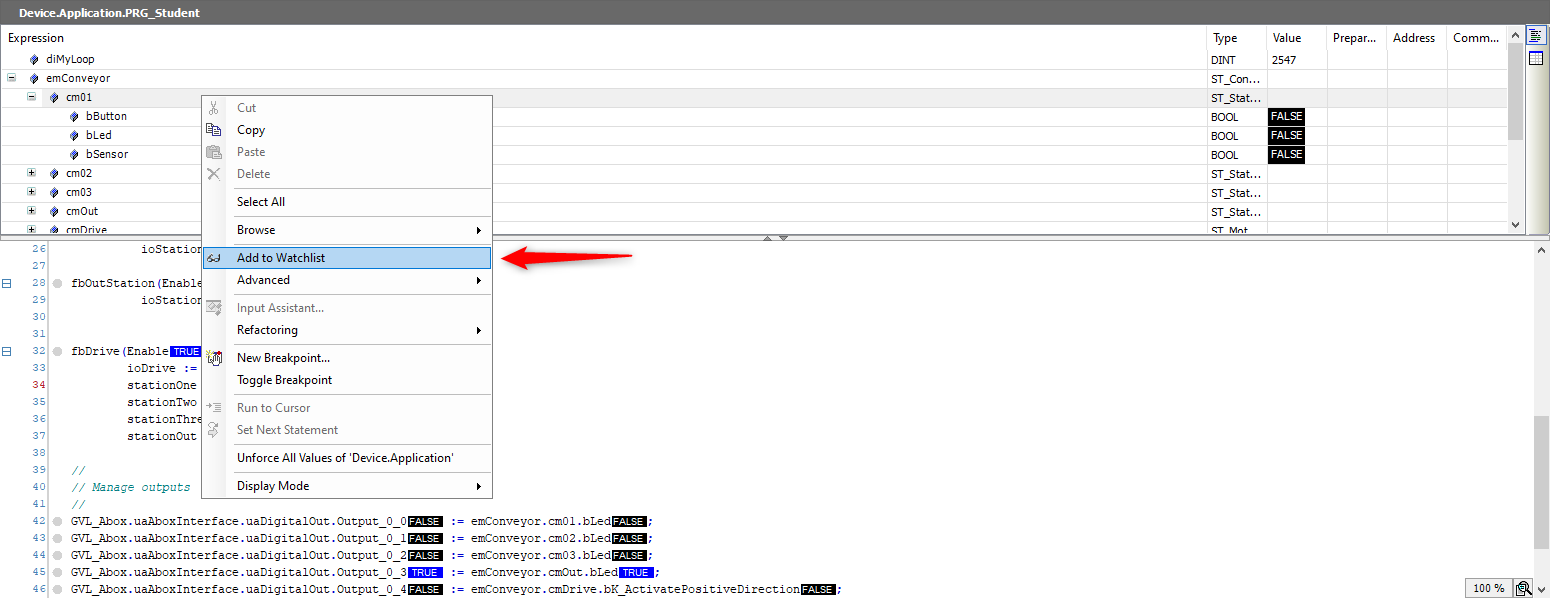 Device.Application.PRG_Student
Expression Type Value Prepar... Address Comm...
diMyLoop DINT 2547
emConveyor ST_Con...
cm01 ST_Stat...
bButton BOOL FALSE
bLed BOOL FALSE
bSensor BOOL FALSE
cm02 ST_Stat...
cm03 ST_Stat...
cmOut ST_Stat...
cmDrive ST_Mot
Cut
Copy
Paste
Delete
Select All
Browse
Add to Watchlist
Advanced
Input Assistant...
Refactoring
New Breakpoint...
Toggle Breakpoint
Run to Cursor
Set Next Statement
Unforce All Values of 'Device.Application'
Display Mode
26 ioStation
27
28 fbOutStation(Enable
29 ioStation
30
31
32 fbDrive(Enable TRUE
33 ioDrive :=
34 stationOne
35 stationTwo
36 stationThre
37 stationOut
38
39 //
40 // Manage outputs
41 //
42 GVL_Abox.uaAboxInterface.uaDigitalOut.Output_0_0 FALSE := emConveyor.cm01.bLed FALSE ;
43 GVL_Abox.uaAboxInterface.uaDigitalOut.Output_0_1 FALSE := emConveyor.cm02.bLed FALSE ;
44 GVL_Abox.uaAboxInterface.uaDigitalOut.Output_0_2 FALSE := emConveyor.cm03.bLed FALSE ;
45 GVL_Abox.uaAboxInterface.uaDigitalOut.Output_0_3 TRUE := emConveyor.cmOut.bLed TRUE ;
46 GVL_Abox.uaAboxInterface.uaDigitalOut.Output_0_4 FALSE := emConveyor.cmDrive.bK_ActivatePositiveDirection FALSE ;
100 %